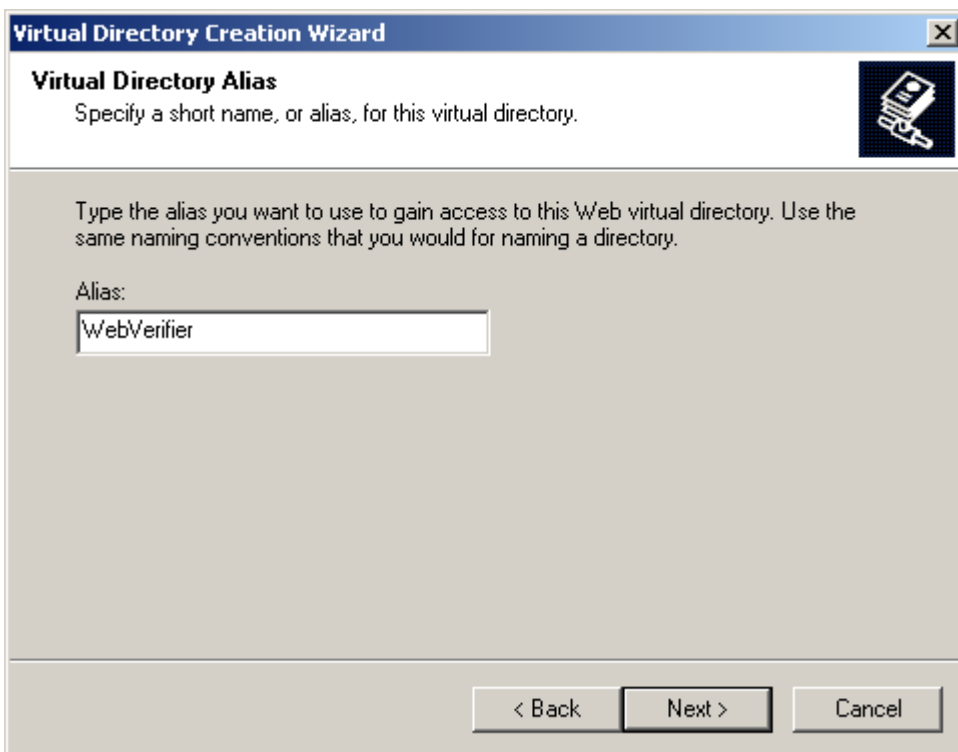 Virtual Directory Creation Wizard
Virtual Directory Alias
Specify a short name, or alias, for this virtual directory.
Type the alias you want to use to gain access to this Web virtual directory. Use the
same naming conventions that you would for naming a directory.
Alias:
WebVerifier
< Back Next > Cancel